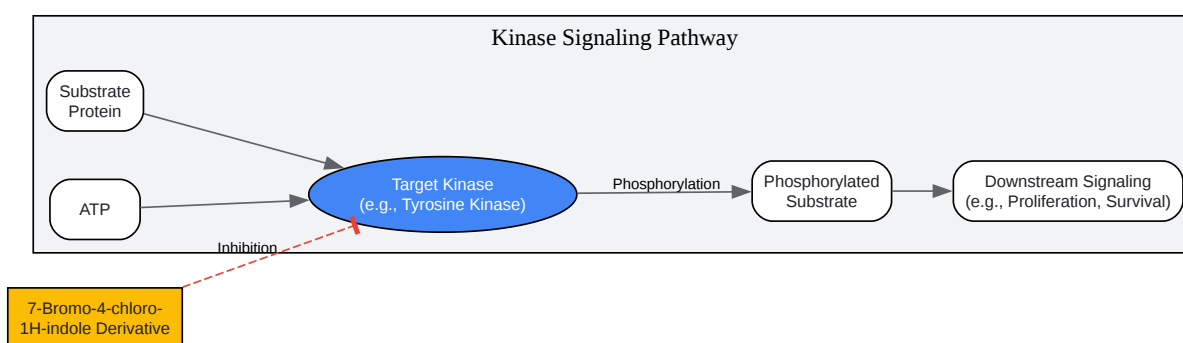 Kinase Signaling Pathway
Substrate
Protein
ATP
Target Kinase
(e.g., Tyrosine Kinase)
Phosphorylation
Phosphorylated
Substrate
Downstream Signaling
(e.g., Proliferation, Survival)
Inhibition
7-Bromo-4-chloro-
1H-indole Derivative